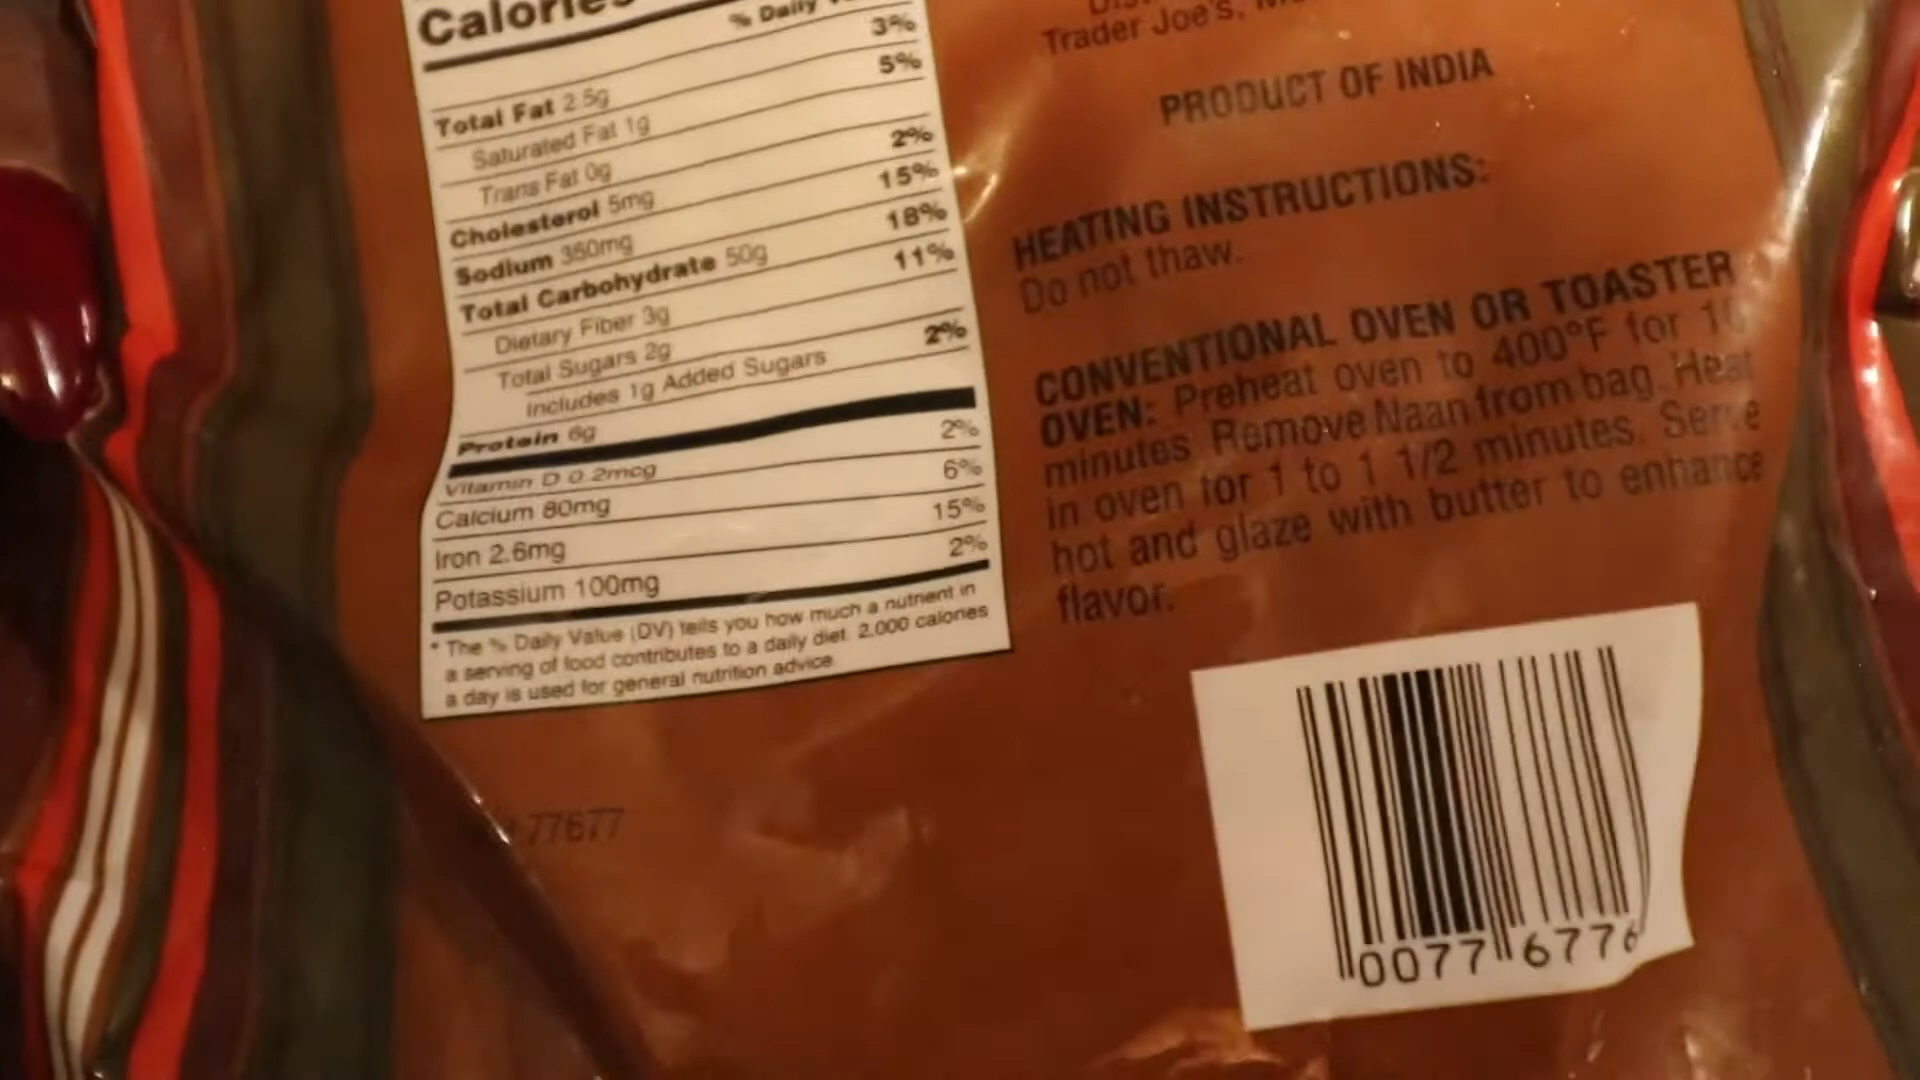 Calories
% Daily
Total Fat 2.5g 3%
Saturated Fat 1g 5%
Trans Fat 0g
Cholesterol 5mg 2%
Sodium 350mg 15%
Total Carbohydrate 50g 18%
Dietary Fiber 3g 11%
Total Sugars 2g
Includes 1g Added Sugars 2%
Protein 6g
Vitamin D 0.2mcg 2%
Calcium 80mg 6%
Iron 2.6mg 15%
Potassium 100mg 2%
* The % Daily Value (DV) tells you how much a nutrient in
a serving of food contributes to a daily diet. 2,000 calories
a day is used for general nutrition advice.
77677
Trader Joe's,
PRODUCT OF INDIA
HEATING INSTRUCTIONS:
Do not thaw.
CONVENTIONAL OVEN OR TOASTER
OVEN: Preheat oven to 400°F for
minutes. Remove Naan from bag. Heat
in oven for 1 to 1 1/2 minutes. Serve
hot and glaze with butter to enhance
flavor.
0077 6776